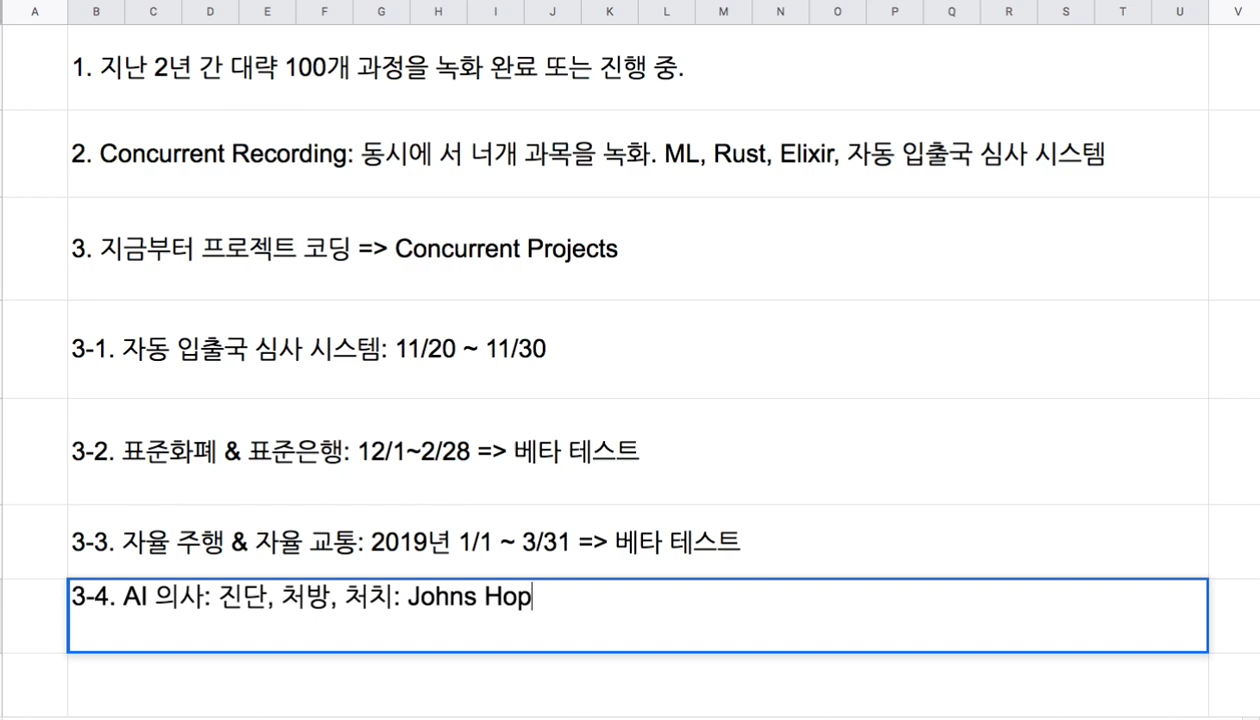 A B C D E F G H I J K L M N O P Q R S T U V
1. 지난 2년 간 대략 100개 과정을 녹화 완료 또는 진행 중.
2. Concurrent Recording: 동시에 서 너개 과목을 녹화. ML, Rust, Elixir, 자동 입출국 심사 시스템
3. 지금부터 프로젝트 코딩 => Concurrent Projects
3-1. 자동 입출국 심사 시스템: 11/20 ~ 11/30
3-2. 표준화폐 & 표준은행: 12/1~2/28 => 베타 테스트
3-3. 자율 주행 & 자율 교통: 2019년 1/1 ~ 3/31 => 베타 테스트
3-4. AI 의사: 진단, 처방, 처치: Johns Hop